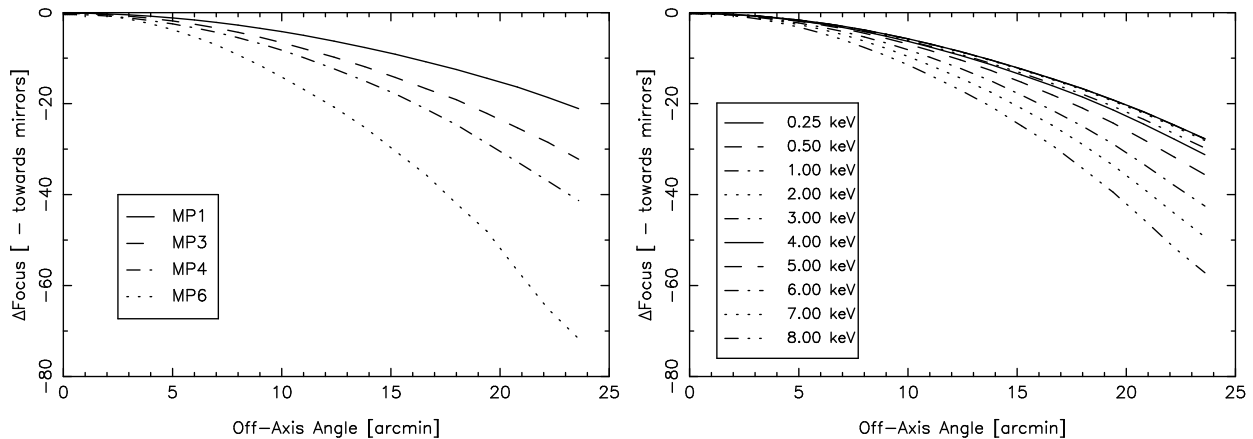 0
−20
−40
−60
−80
ΔFocus [ − towards mirrors]
MP1
MP3
MP4
MP6
0 5 10 15 20 25
Off−Axis Angle [arcmin]
0
−20
−40
−60
−80
ΔFocus [ − towards mirrors]
0.25 keV
0.50 keV
1.00 keV
2.00 keV
3.00 keV
4.00 keV
5.00 keV
6.00 keV
7.00 keV
8.00 keV
0 5 10 15 20 25
Off−Axis Angle [arcmin]